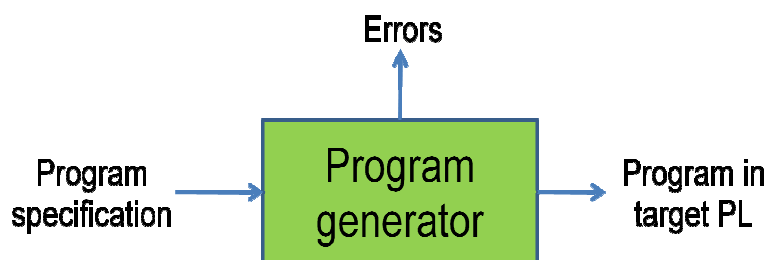 Errors
Program
specification
Program
generator
Program in
target PL